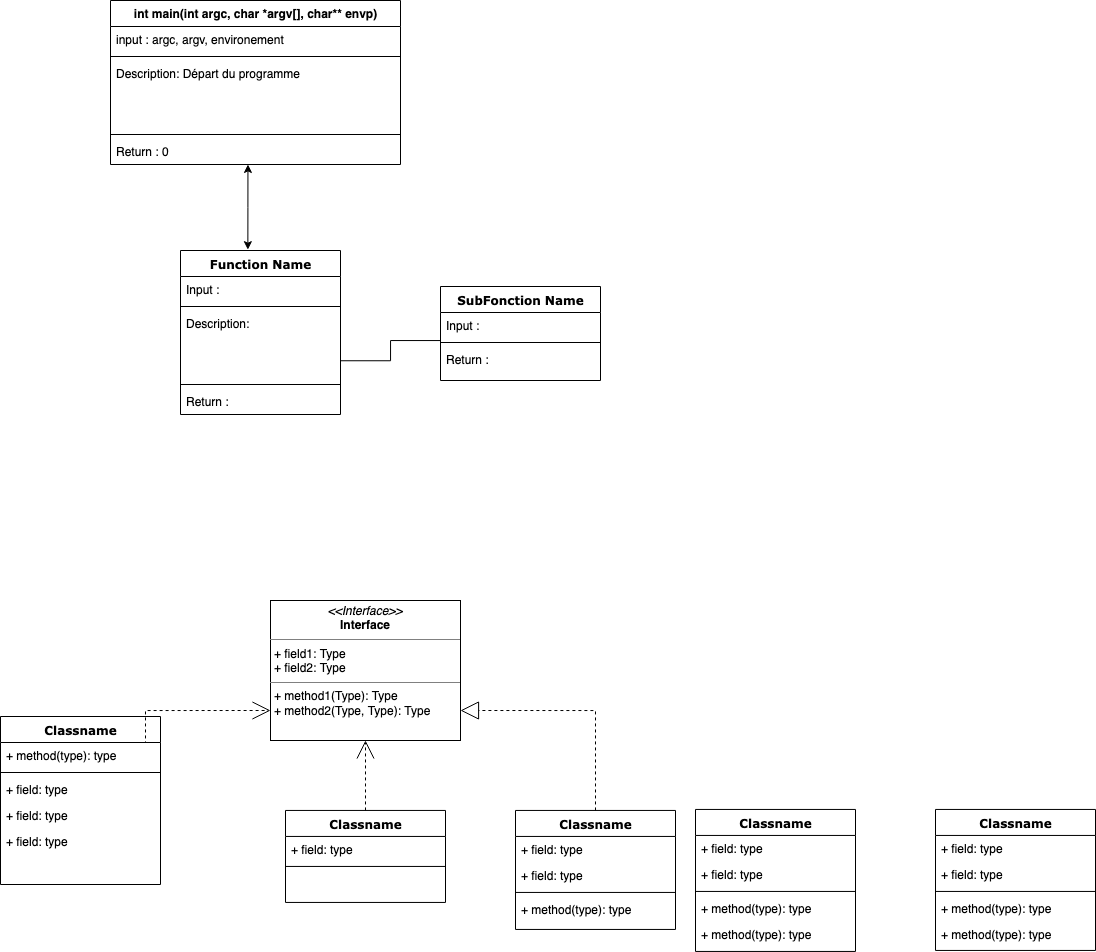 int main(int argc, char *argv[], char** envp)
input : argc, argv, environement
Description: Départ du programme
Return : 0
Function Name
Input :
Description:
Return :
SubFonction Name
Input :
Return :
<<Interface>>
Interface
+ field1: Type
+ field2: Type
+ method1(Type): Type
+ method2(Type, Type): Type
Classname
+ method(type): type
+ field: type
+ field: type
+ field: type
Classname
+ field: type
Classname
+ field: type
+ field: type
+ method(type): type
Classname
+ field: type
+ field: type
+ method(type): type
+ method(type): type
Classname
+ field: type
+ field: type
+ method(type): type
+ method(type): type